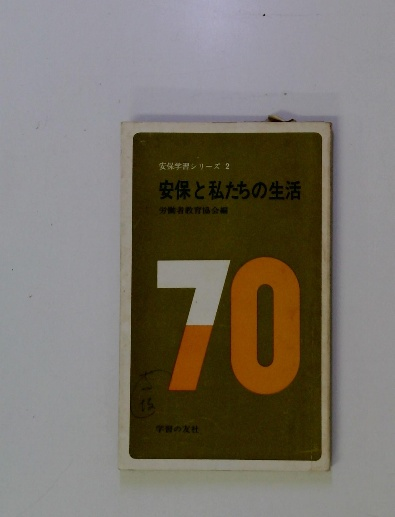 安保学習シリーズ 2
安保と私たちの生活
労働者教育協会編
70
学習の友社